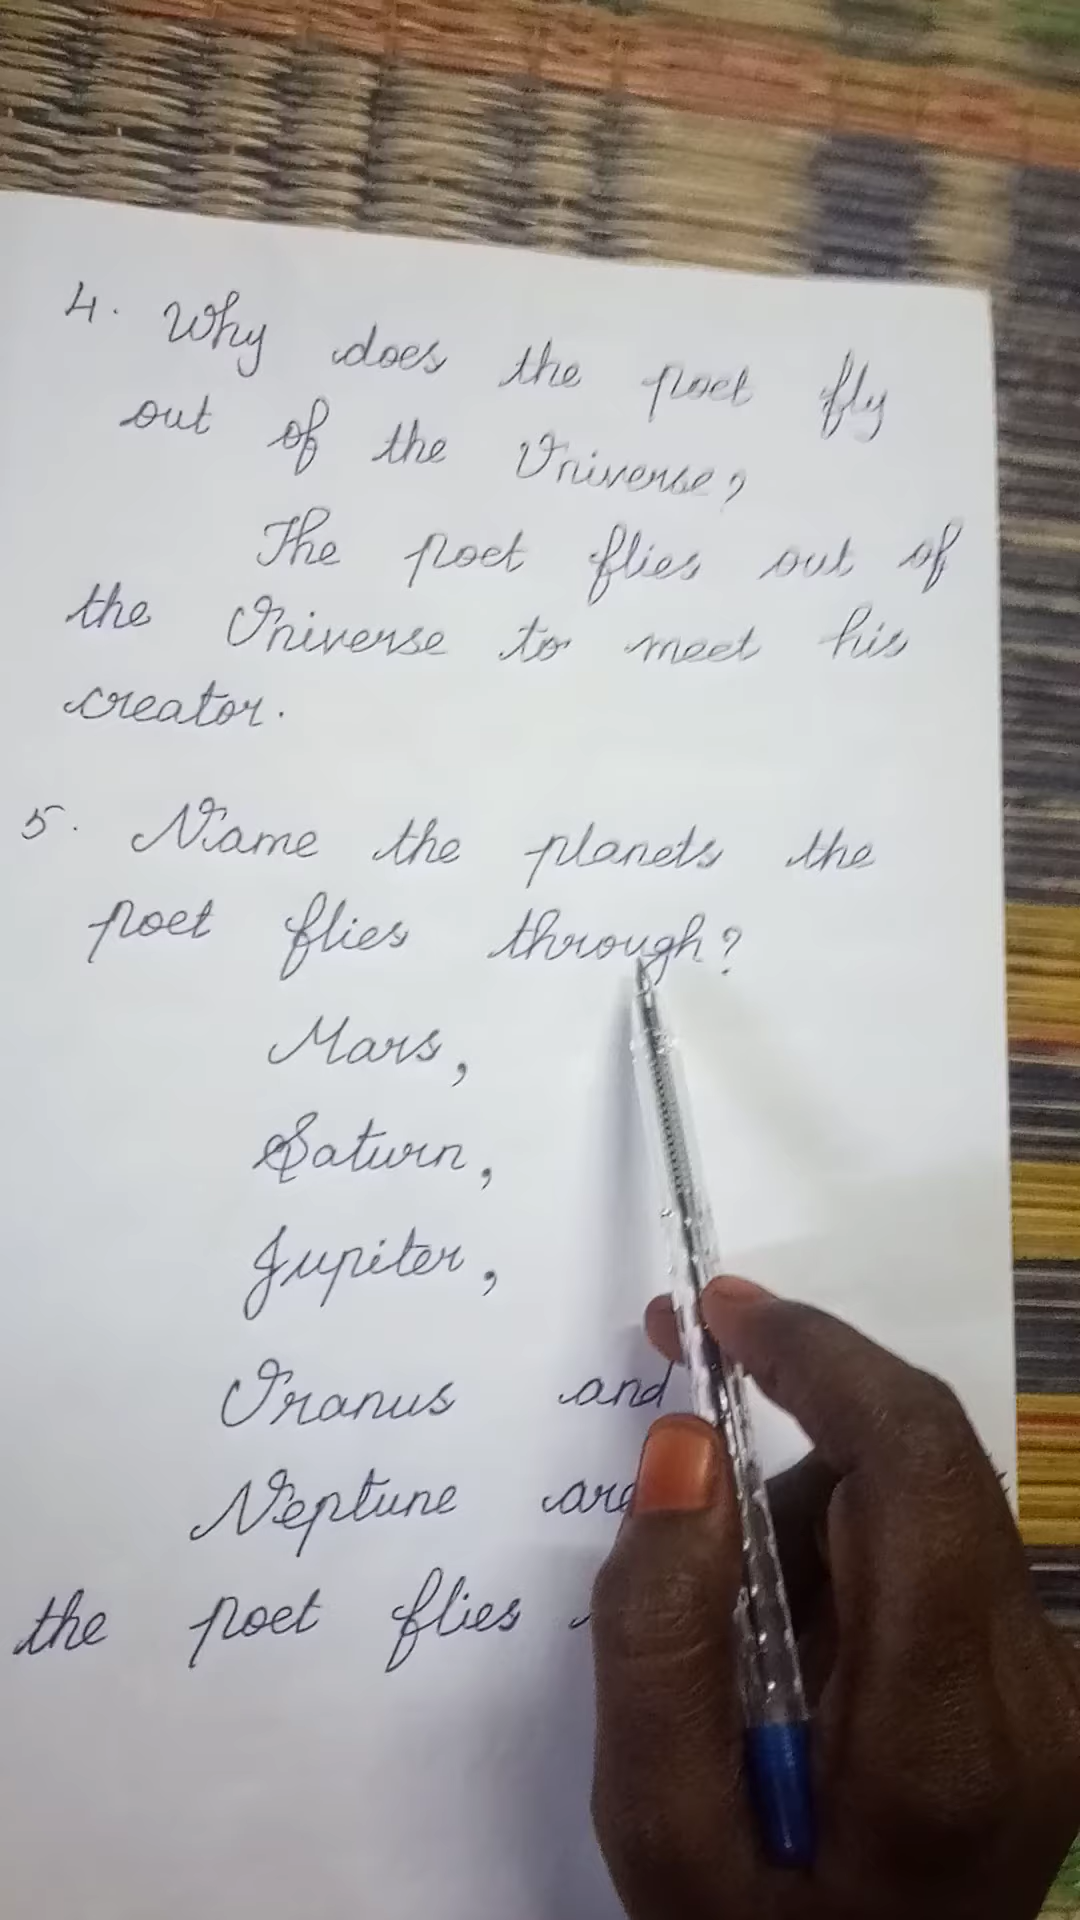 4. Why does the poet fly
out of the Universe?
The poet flies out of
the Universe to meet his
creator.
5. Name the planets the
poet flies through?
Mars,
Saturn,
Jupiter,
Uranus and
Neptune are
the poet flies